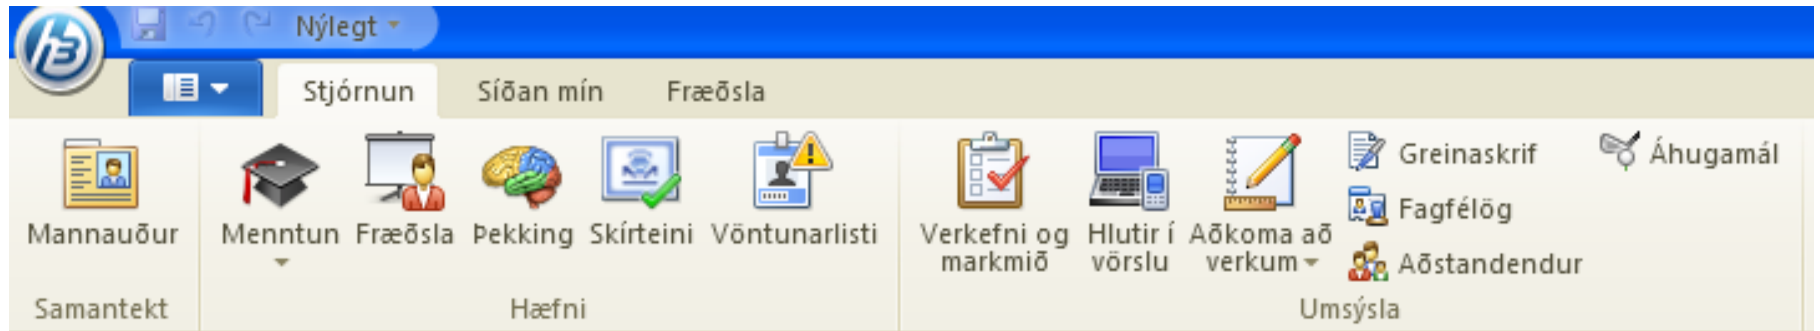 Nýlegt
Stjórnun
Síðan mín
Fræðsla
Mannauður
Menntun
Fræðsla
Þekking
Skírteini
Vöntunarlisti
Verkefni og
markmið
Hlutir í
vörslu
Aðkoma að
verkum
Greinaskrif
Áhugamál
Fagfélög
Aðstandendur
Samantekt
Hæfni
Umsýsla